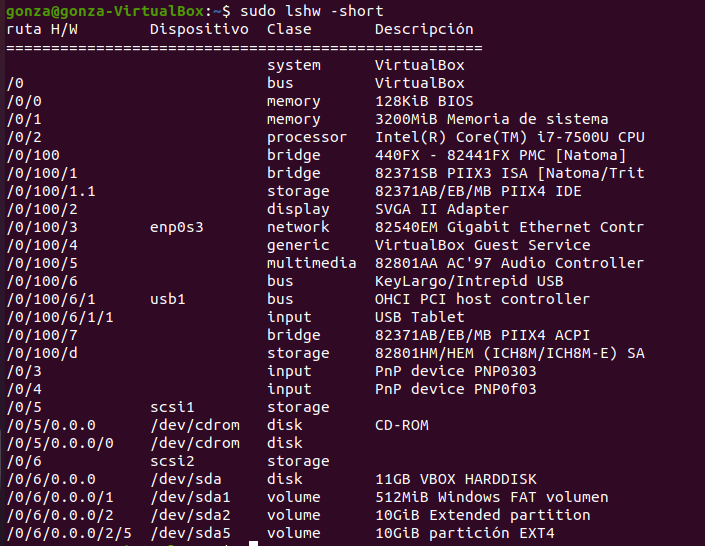 gonza@gonza-VirtualBox:~$ sudo lshw -short
ruta H/W Dispositivo Clase Descripción
=====================================================
system VirtualBox
/0 bus VirtualBox
/0/0 memory 128KiB BIOS
/0/1 memory 3200MiB Memoria de sistema
/0/2 processor Intel(R) Core(TM) i7-7500U CPU
/0/100 bridge 440FX - 82441FX PMC [Natoma]
/0/100/1 bridge 82371SB PIIX3 ISA [Natoma/Trit
/0/100/1.1 storage 82371AB/EB/MB PIIX4 IDE
/0/100/2 display SVGA II Adapter
/0/100/3 enp0s3 network 82540EM Gigabit Ethernet Contr
/0/100/4 generic VirtualBox Guest Service
/0/100/5 multimedia 82801AA AC'97 Audio Controller
/0/100/6 bus KeyLargo/Intrepid USB
/0/100/6/1 usb1 bus OHCI PCI host controller
/0/100/6/1/1 input USB Tablet
/0/100/7 bridge 82371AB/EB/MB PIIX4 ACPI
/0/100/d storage 82801HM/HEM (ICH8M/ICH8M-E) SA
/0/3 input PnP device PNP0303
/0/4 input PnP device PNP0f03
/0/5 scsi1 storage
/0/5/0.0.0 /dev/cdrom disk CD-ROM
/0/5/0.0.0/0 /dev/cdrom disk
/0/6 scsi2 storage
/0/6/0.0.0 /dev/sda disk 11GB VBOX HARDDISK
/0/6/0.0.0/1 /dev/sda1 volume 512MiB Windows FAT volumen
/0/6/0.0.0/2 /dev/sda2 volume 10GiB Extended partition
/0/6/0.0.0/2/5 /dev/sda5 volume 10GiB partición EXT4